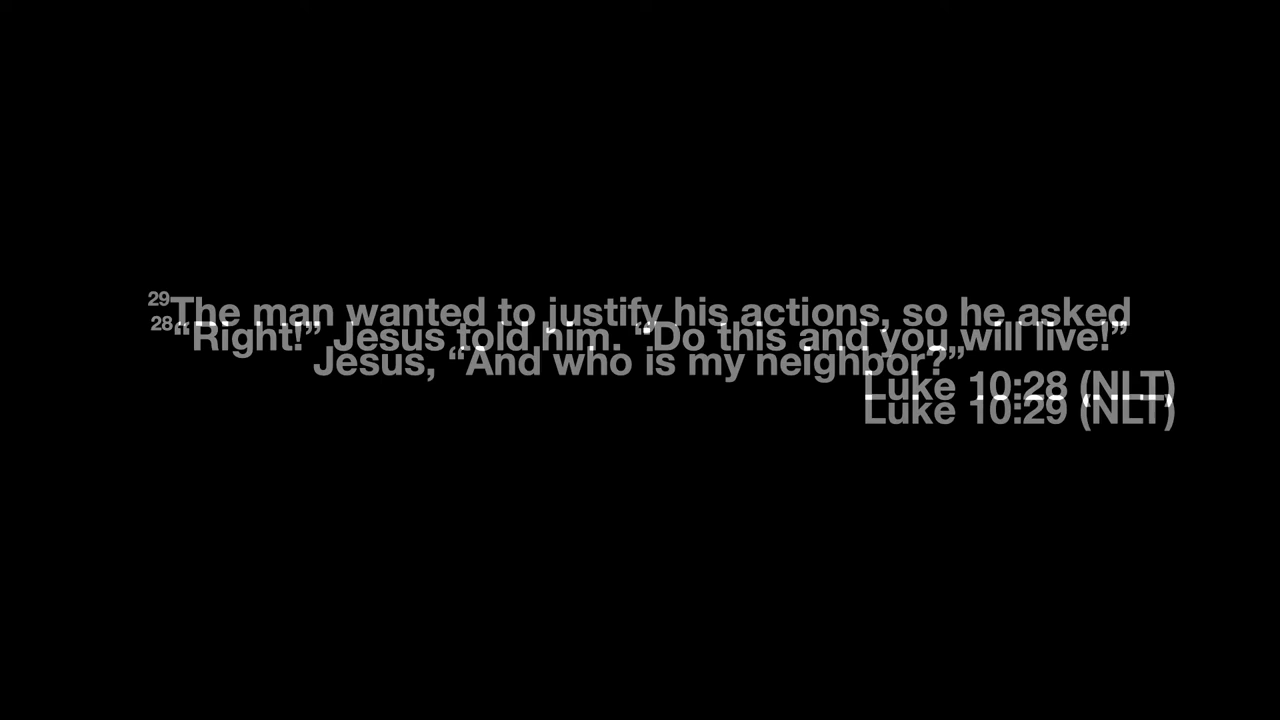 29The man wanted to justify his actions, so he asked
28“Right!” Jesus told him. “Do this and you will live!”
Jesus, “And who is my neighbor?”
Luke 10:28 (NLT)
Luke 10:29 (NLT)